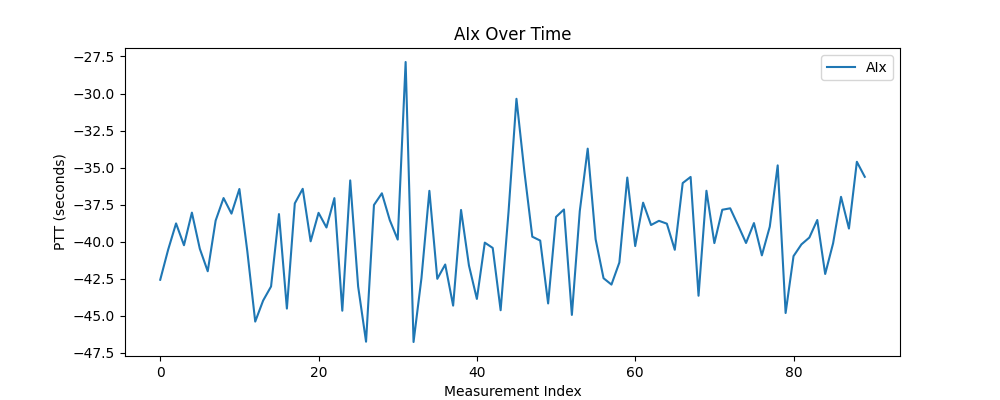 AIx Over Time
AIx
PTT (seconds)
−27.5
−30.0
−32.5
−35.0
−37.5
−40.0
−42.5
−45.0
−47.5
0 20 40 60 80
Measurement Index